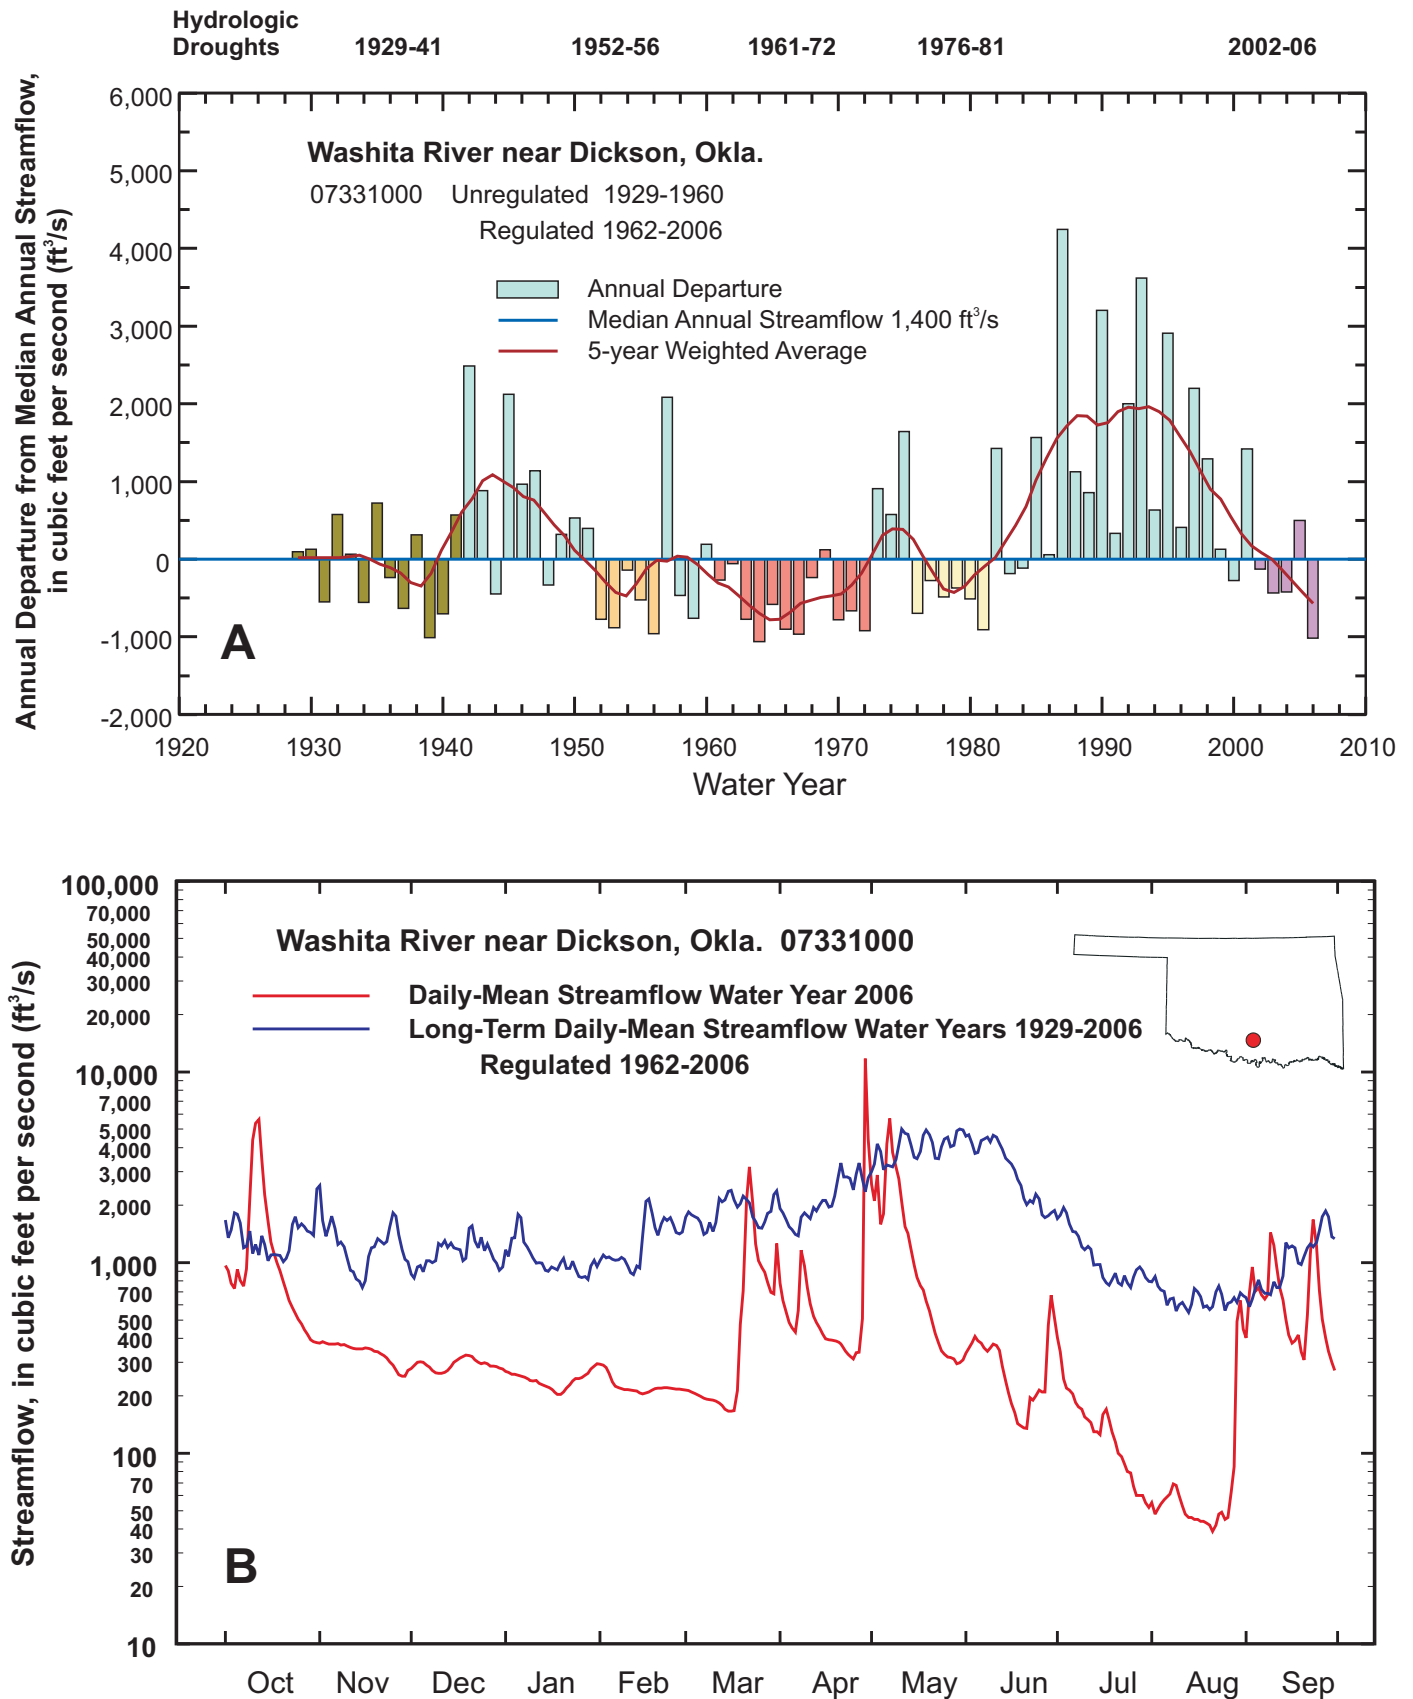 Hydrologic
Droughts 1929-41 1952-56 1961-72 1976-81 2002-06
Annual Departure from Median Annual Streamflow,
in cubic feet per second (ft³/s)
6,000
5,000
4,000
3,000
2,000
1,000
0
-1,000
-2,000
Washita River near Dickson, Okla.
07331000 Unregulated 1929-1960
Regulated 1962-2006
Annual Departure
Median Annual Streamflow 1,400 ft³/s
5-year Weighted Average
A
1920 1930 1940 1950 1960 1970 1980 1990 2000 2010
Water Year
Streamflow, in cubic feet per second (ft³/s)
100,000
70,000
50,000
40,000
30,000
20,000
10,000
7,000
5,000
4,000
3,000
2,000
1,000
700
500
400
300
200
100
70
50
40
30
20
10
Washita River near Dickson, Okla. 07331000
Daily-Mean Streamflow Water Year 2006
Long-Term Daily-Mean Streamflow Water Years 1929-2006
Regulated 1962-2006
B
Oct Nov Dec Jan Feb Mar Apr May Jun Jul Aug Sep